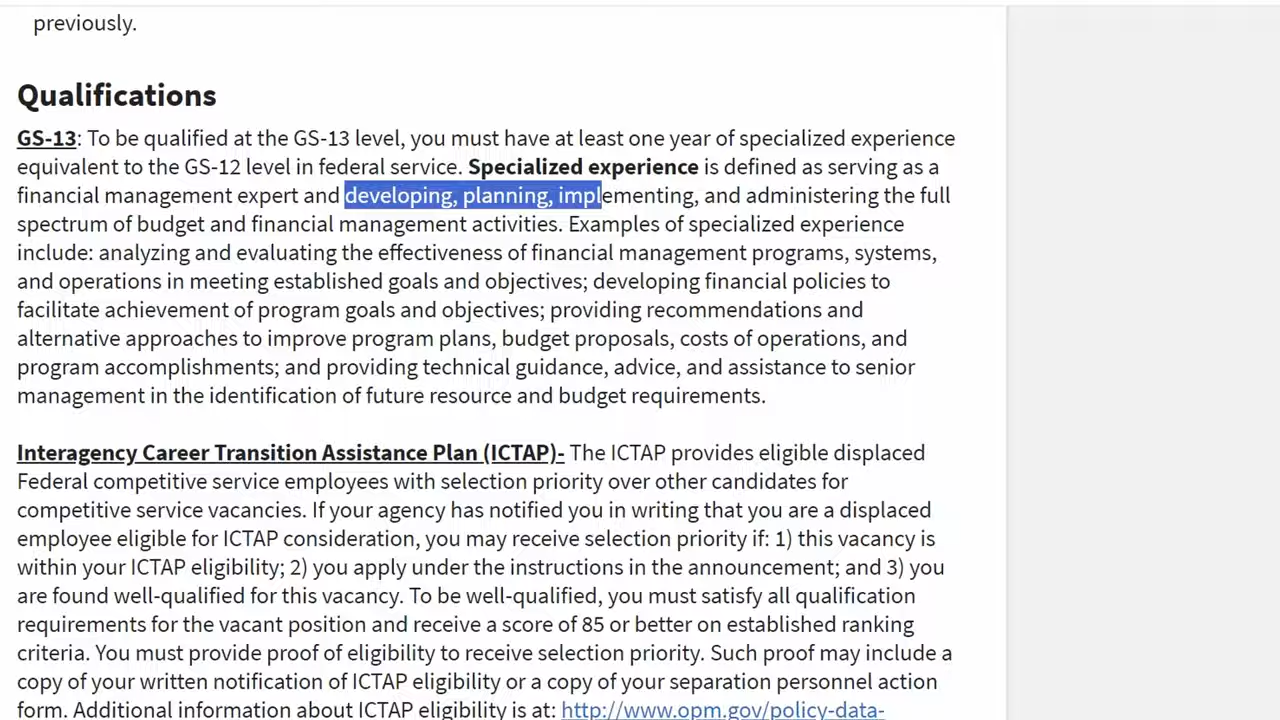 previously.
Qualifications
GS-13: To be qualified at the GS-13 level, you must have at least one year of specialized experience
equivalent to the GS-12 level in federal service. Specialized experience is defined as serving as a
financial management expert and developing, planning, implementing, and administering the full
spectrum of budget and financial management activities. Examples of specialized experience
include: analyzing and evaluating the effectiveness of financial management programs, systems,
and operations in meeting established goals and objectives; developing financial policies to
facilitate achievement of program goals and objectives; providing recommendations and
alternative approaches to improve program plans, budget proposals, costs of operations, and
program accomplishments; and providing technical guidance, advice, and assistance to senior
management in the identification of future resource and budget requirements.
Interagency Career Transition Assistance Plan (ICTAP)- The ICTAP provides eligible displaced
Federal competitive service employees with selection priority over other candidates for
competitive service vacancies. If your agency has notified you in writing that you are a displaced
employee eligible for ICTAP consideration, you may receive selection priority if: 1) this vacancy is
within your ICTAP eligibility; 2) you apply under the instructions in the announcement; and 3) you
are found well-qualified for this vacancy. To be well-qualified, you must satisfy all qualification
requirements for the vacant position and receive a score of 85 or better on established ranking
criteria. You must provide proof of eligibility to receive selection priority. Such proof may include a
copy of your written notification of ICTAP eligibility or a copy of your separation personnel action
form. Additional information about ICTAP eligibility is at: http://www.opm.gov/policy-data-